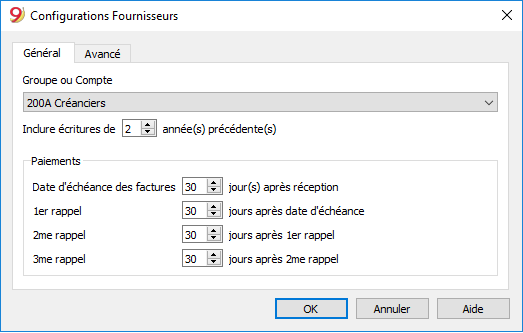 9 Configurations Fournisseurs
Général Avancé
Groupe ou Compte
200A Créanciers
Inclure écritures de 2 année(s) précédente(s)
Paiements
Date d'échéance des factures 30 jour(s) après réception
1er rappel 30 jours après date d'échéance
2me rappel 30 jours après 1er rappel
3me rappel 30 jours après 2me rappel
OK Annuler Aide